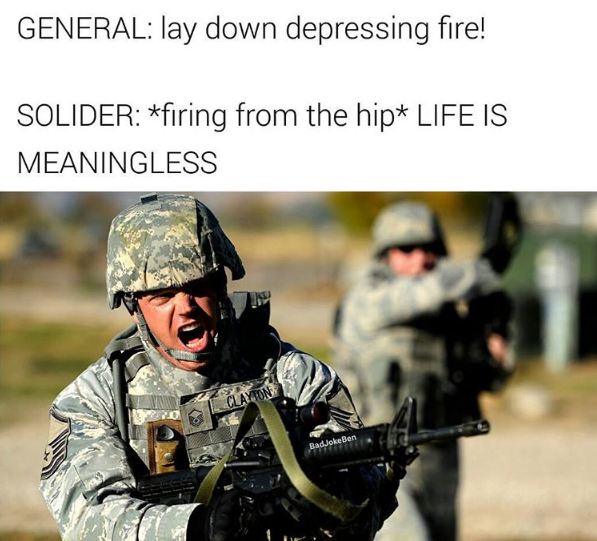 GENERAL: lay down depressing fire!
SOLIDER: *firing from the hip* LIFE IS
MEANINGLESS
CLAYTON
BadJokeBen